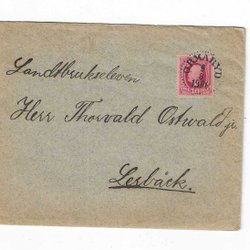 Landtbrukseleven
Herr Thorvald Ostwald jr.
Lesbäck.